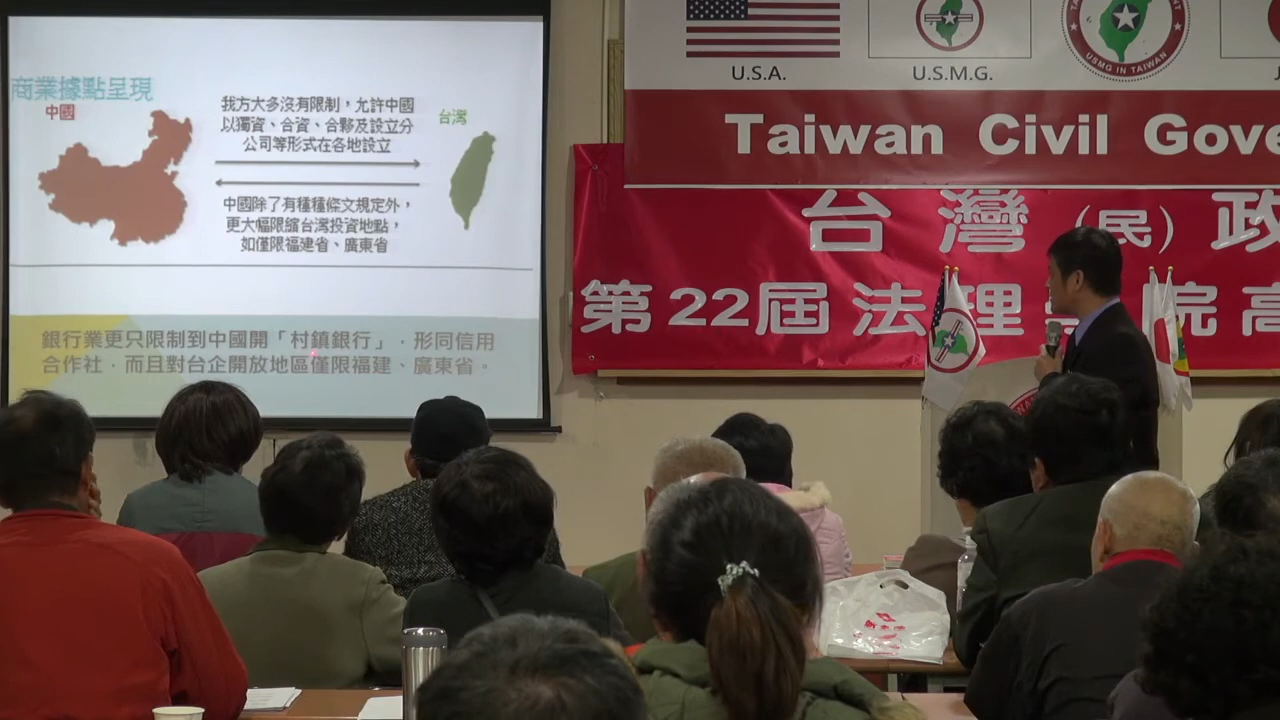 商業據點呈現
中國
我方大多沒有限制，允許中國
以獨資、合資、合夥及設立分
公司等形式在各地設立
台灣
中國除了有種種條文規定外，
更大幅限縮台灣投資地點，
如僅限福建省、廣東省
銀行業更只限制到中國開「村鎮銀行」，形同信用
合作社，而且對台企開放地區僅限福建、廣東省。
U.S.A.
U.S.M.G.
USMG IN TAIWAN
Taiwan Civil Gove
台灣（民）政
第22屆法理學院高